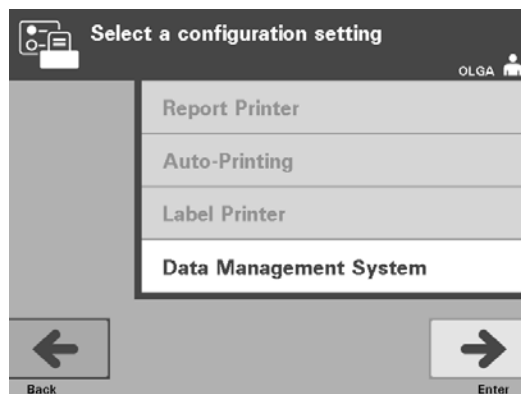 Select a configuration setting
OLGA
Report Printer
Auto-Printing
Label Printer
Data Management System
Back
Enter